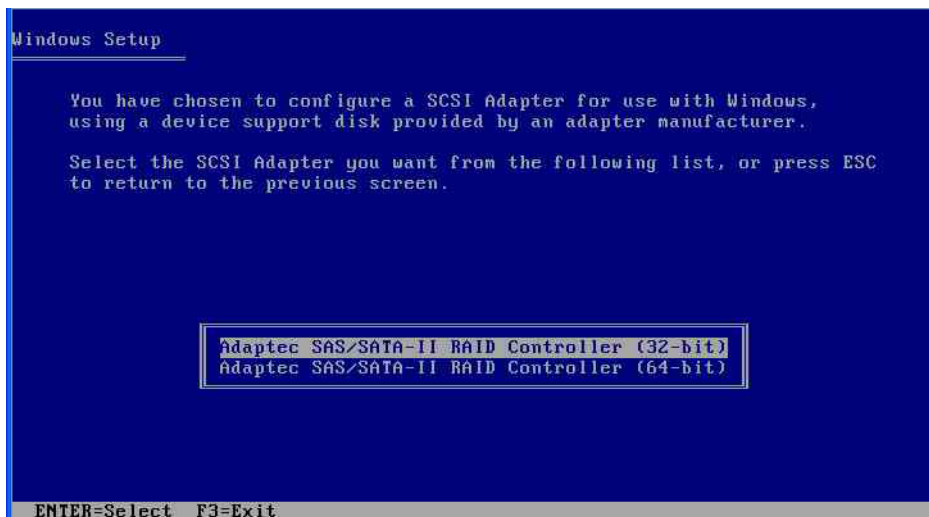 Windows Setup
You have chosen to configure a SCSI Adapter for use with Windows,
using a device support disk provided by an adapter manufacturer.
Select the SCSI Adapter you want from the following list, or press ESC
to return to the previous screen.
Adaptec SAS/SATA-II RAID Controller (32-bit)
Adaptec SAS/SATA-II RAID Controller (64-bit)
ENTER=Select F3=Exit